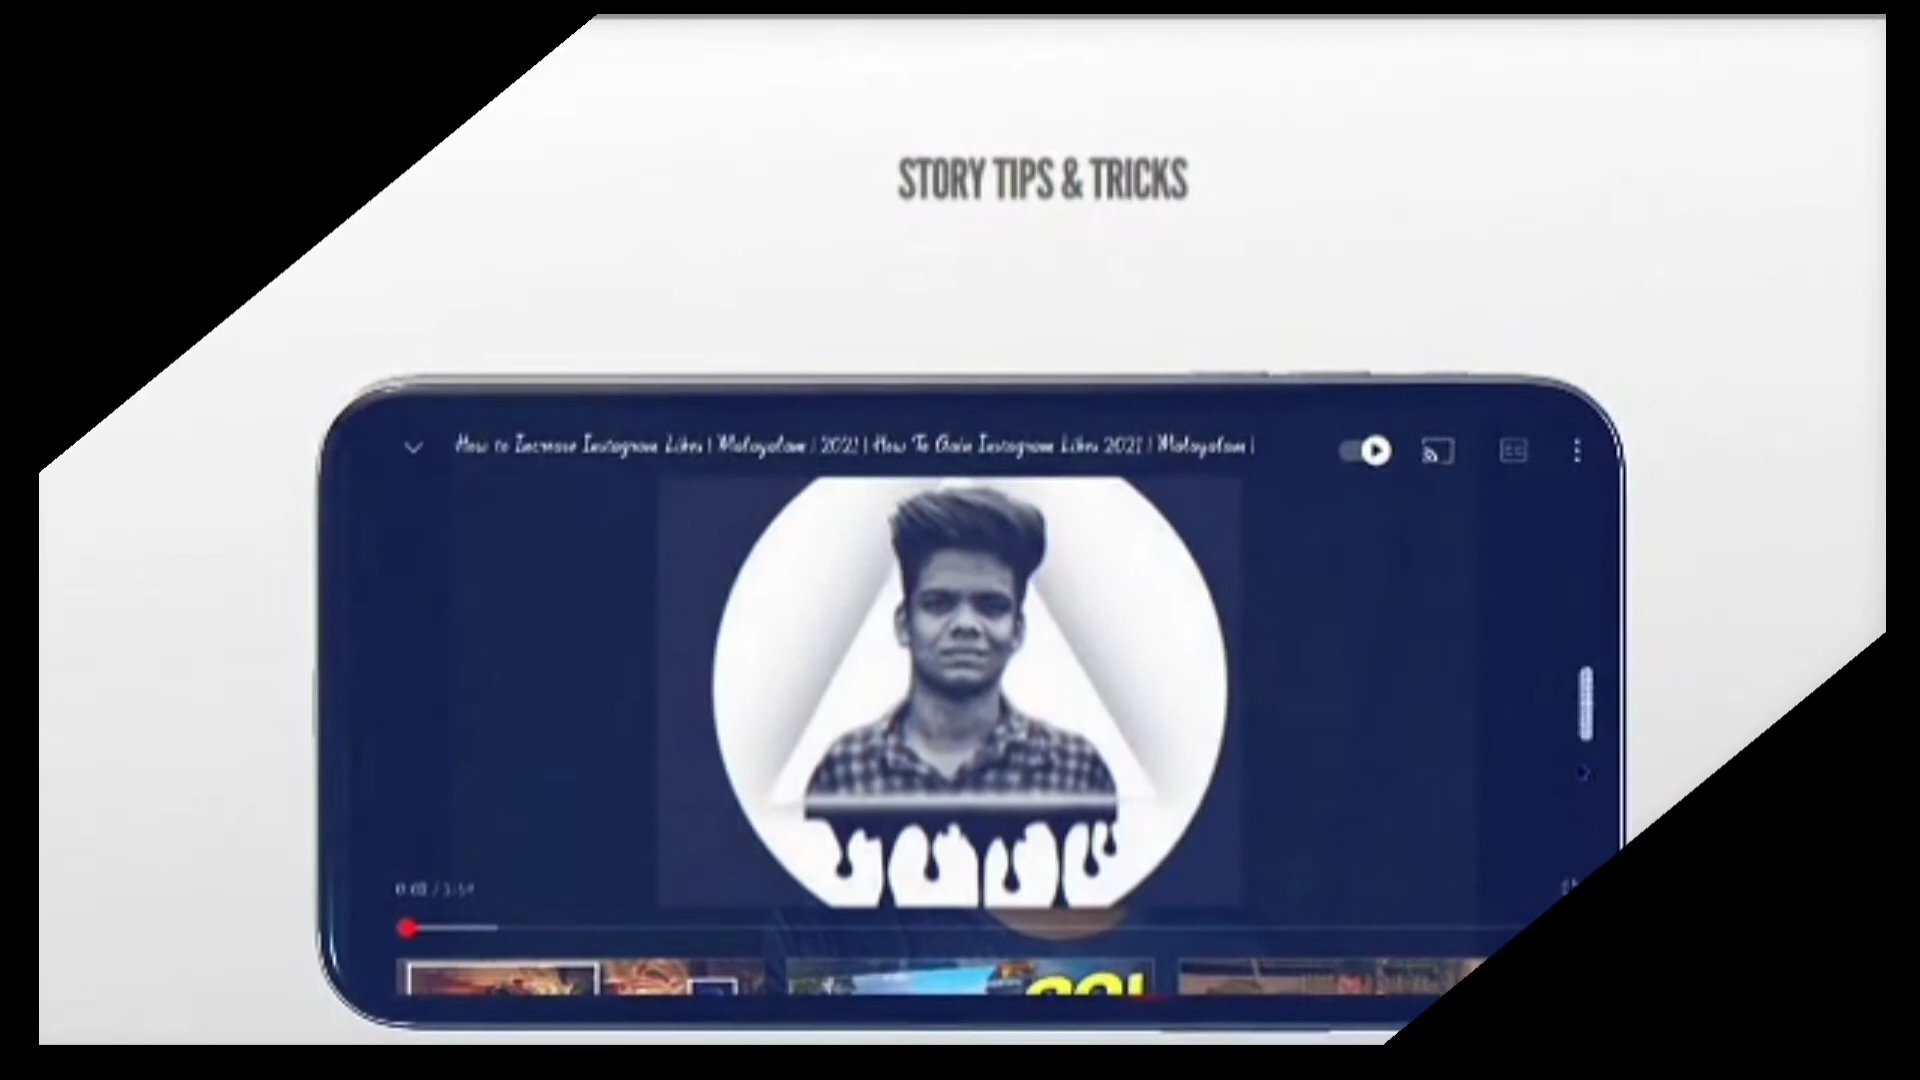 STORY TIPS & TRICKS
How to Increase Instagram Likes | Malayalam | 2021 | How To Gain Instagram Likes 2021 | Malayalam |